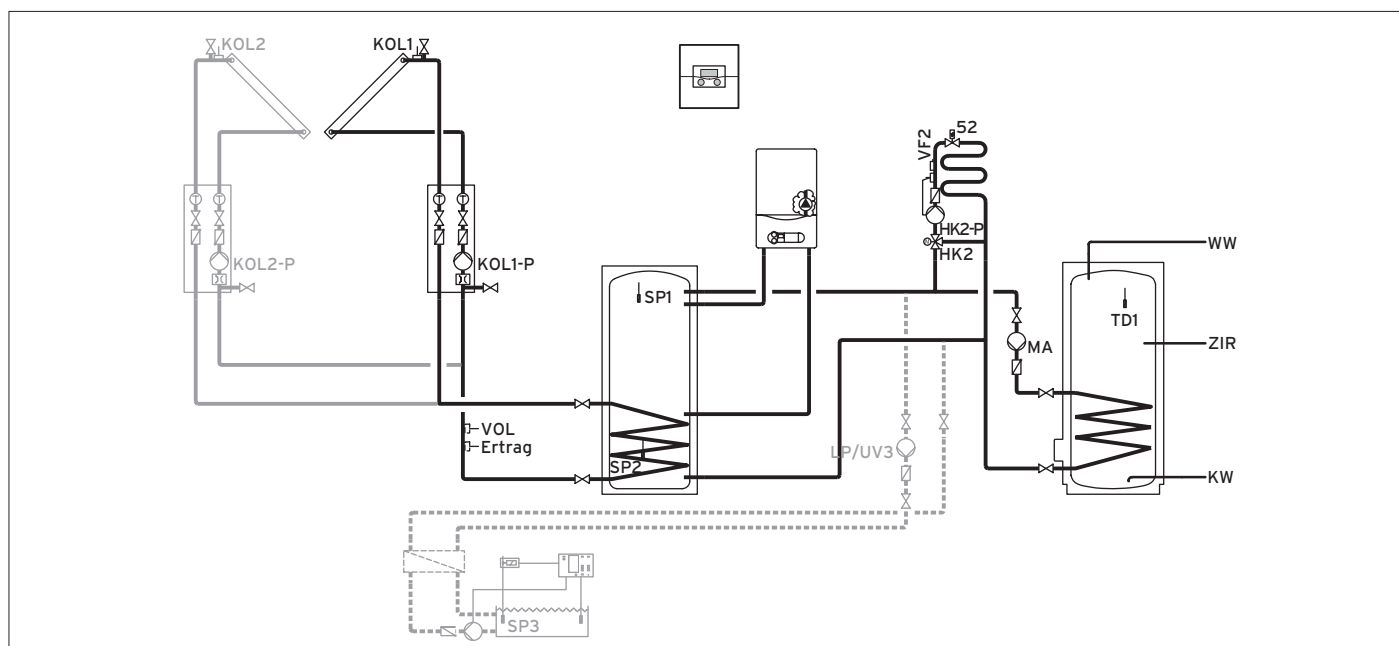 KOL2
KOL1
52
VF2
WW
HK2-P
HK2
KOL2-P
KOL1-P
SP1
TD1
MA
ZIR
VOL
Ertrag
LP/UV3
SP2
KW
SP3